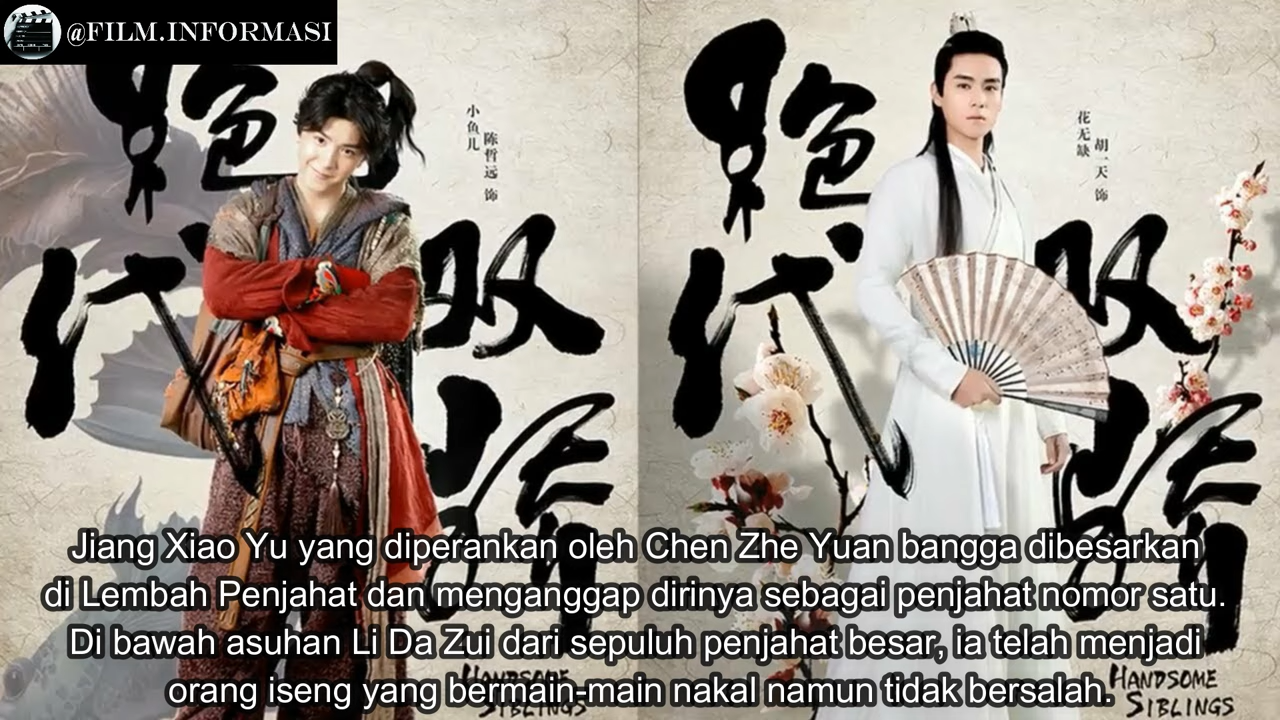 @FILM.INFORMASI
绝代双骄
小鱼儿
陈哲远 饰
绝代双骄
花无缺
胡一天 饰
Jiang Xiao Yu yang diperankan oleh Chen Zhe Yuan bangga dibesarkan
di Lembah Penjahat dan menganggap dirinya sebagai penjahat nomor satu.
Di bawah asuhan Li Da Zui dari sepuluh penjahat besar, ia telah menjadi
orang iseng yang bermain-main nakal namun tidak bersalah.
HANDSOME
SIBLINGS
HANDSOME
SIBLINGS